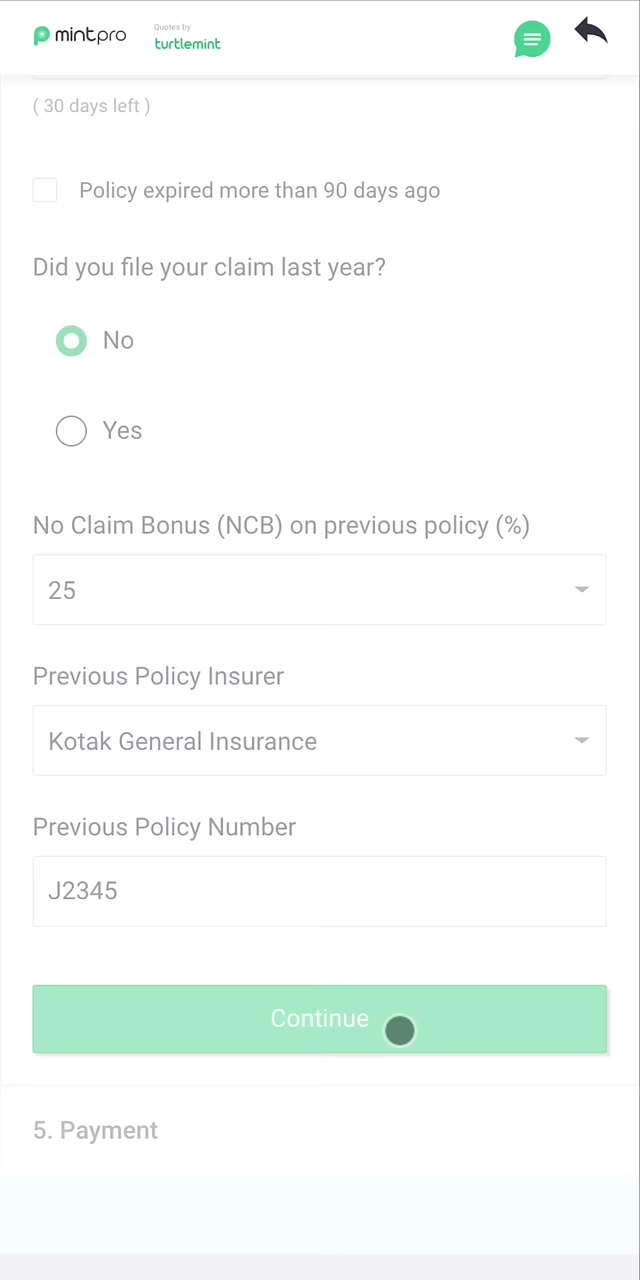 mintpro
Quotes by
turtlemint
( 30 days left )
Policy expired more than 90 days ago
Did you file your claim last year?
No
Yes
No Claim Bonus (NCB) on previous policy (%)
25
Previous Policy Insurer
Kotak General Insurance
Previous Policy Number
J2345
Continue
5. Payment